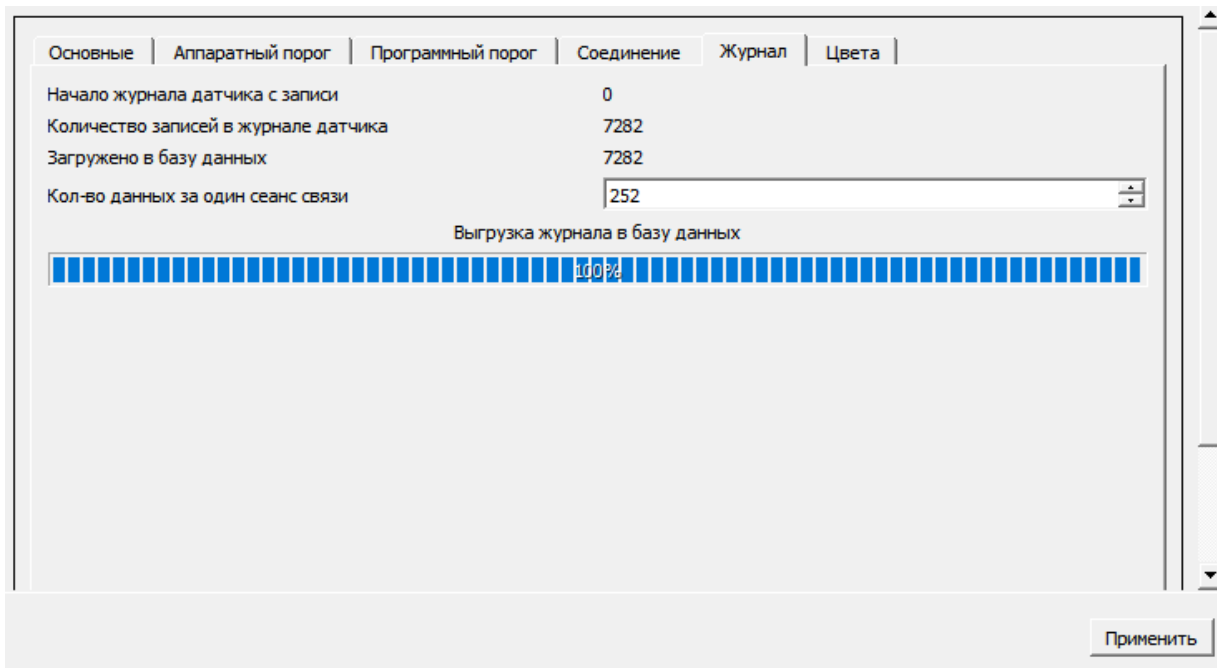 Основные Аппаратный порог Программный порог Соединение Журнал Цвета
Начало журнала датчика с записи 0
Количество записей в журнале датчика 7282
Загружено в базу данных 7282
Кол-во данных за один сеанс связи 252
Выгрузка журнала в базу данных
100%
Применить